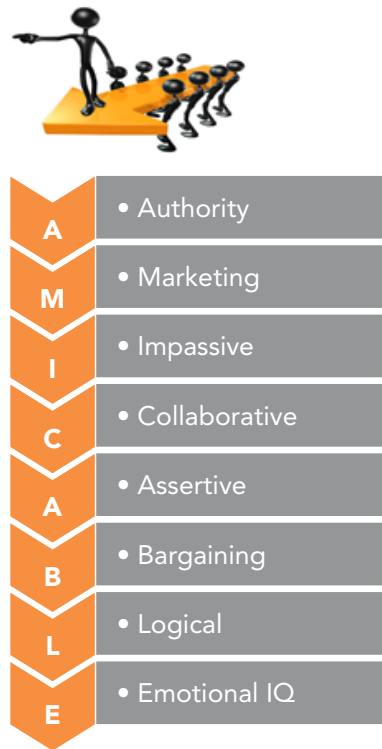 A • Authority
M • Marketing
I • Impassive
C • Collaborative
A • Assertive
B • Bargaining
L • Logical
E • Emotional IQ